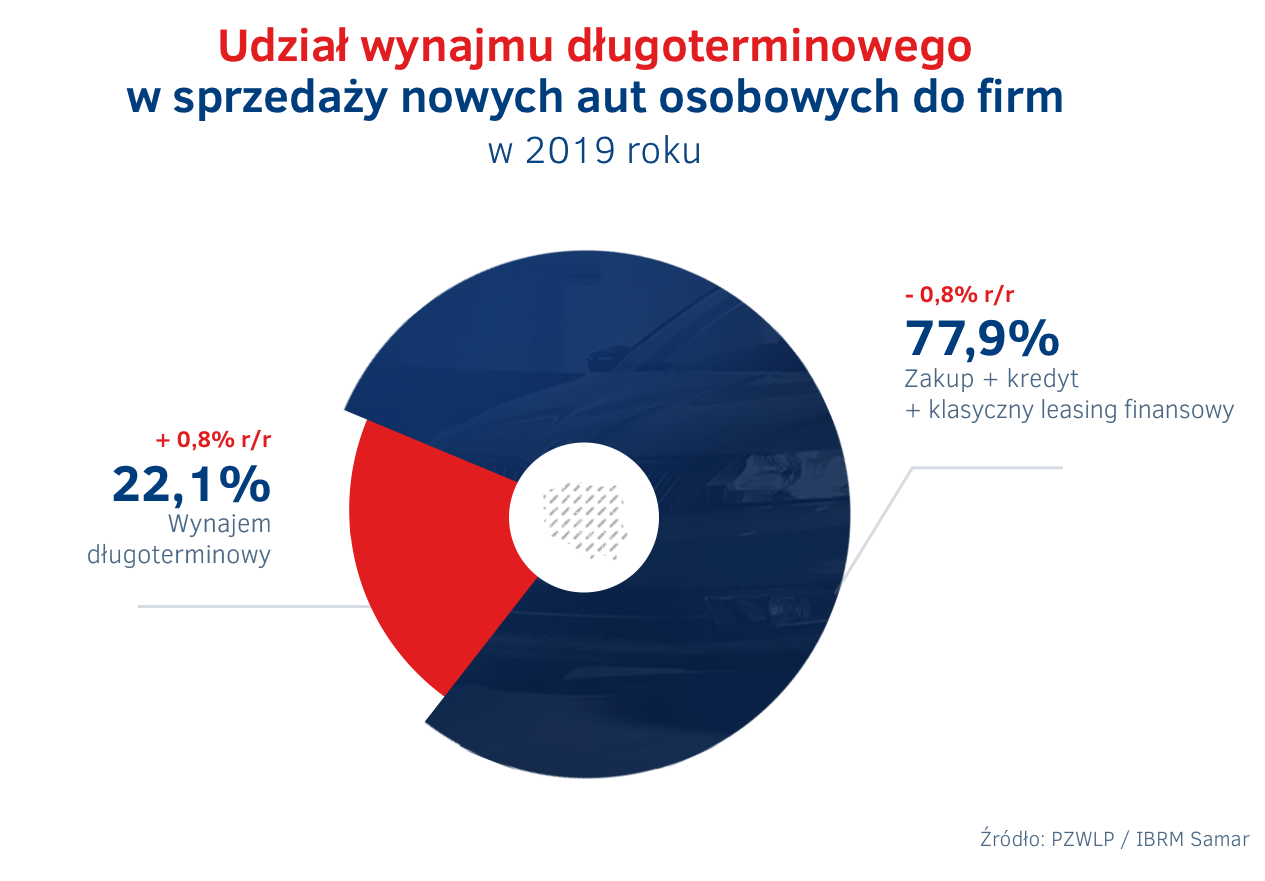 Udział wynajmu długoterminowego
w sprzedaży nowych aut osobowych do firm
w 2019 roku
- 0,8% r/r
77,9%
Zakup + kredyt
+ klasyczny leasing finansowy
+ 0,8% r/r
22,1%
Wynajem
długoterminowy
Źródło: PZWLP / IBRM Samar